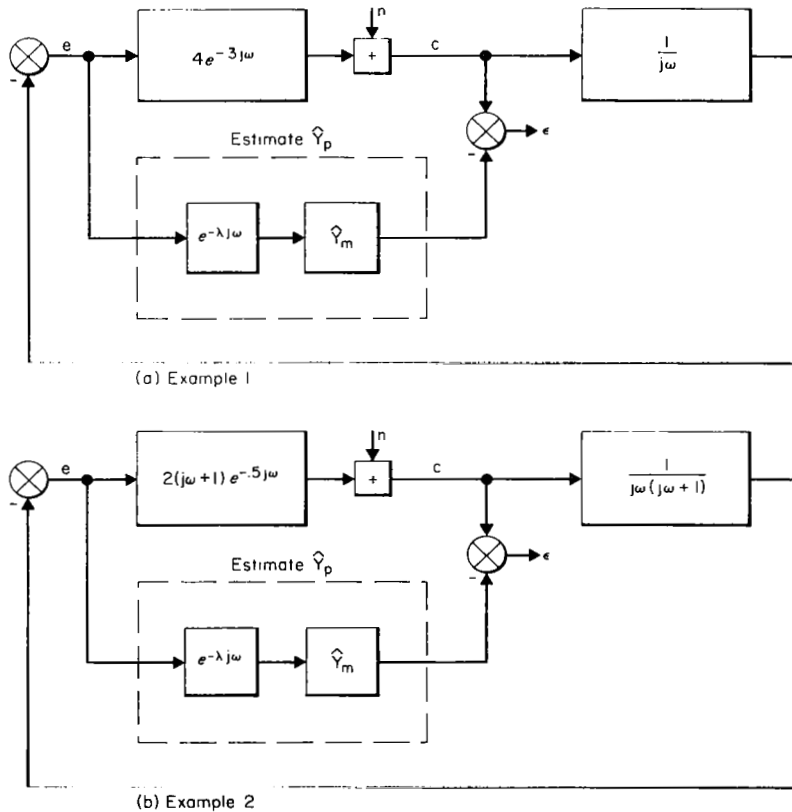 n
e
4e^{-3jω}
+
c
1/jω
-
Estimate Ŷp
-
ε
e^{-λjω}
Ŷm
(a) Example 1
n
e
2(jω+1) e^{-.5jω}
+
c
1/jω(jω+1)
-
Estimate Ŷp
-
ε
e^{-λjω}
Ŷm
(b) Example 2